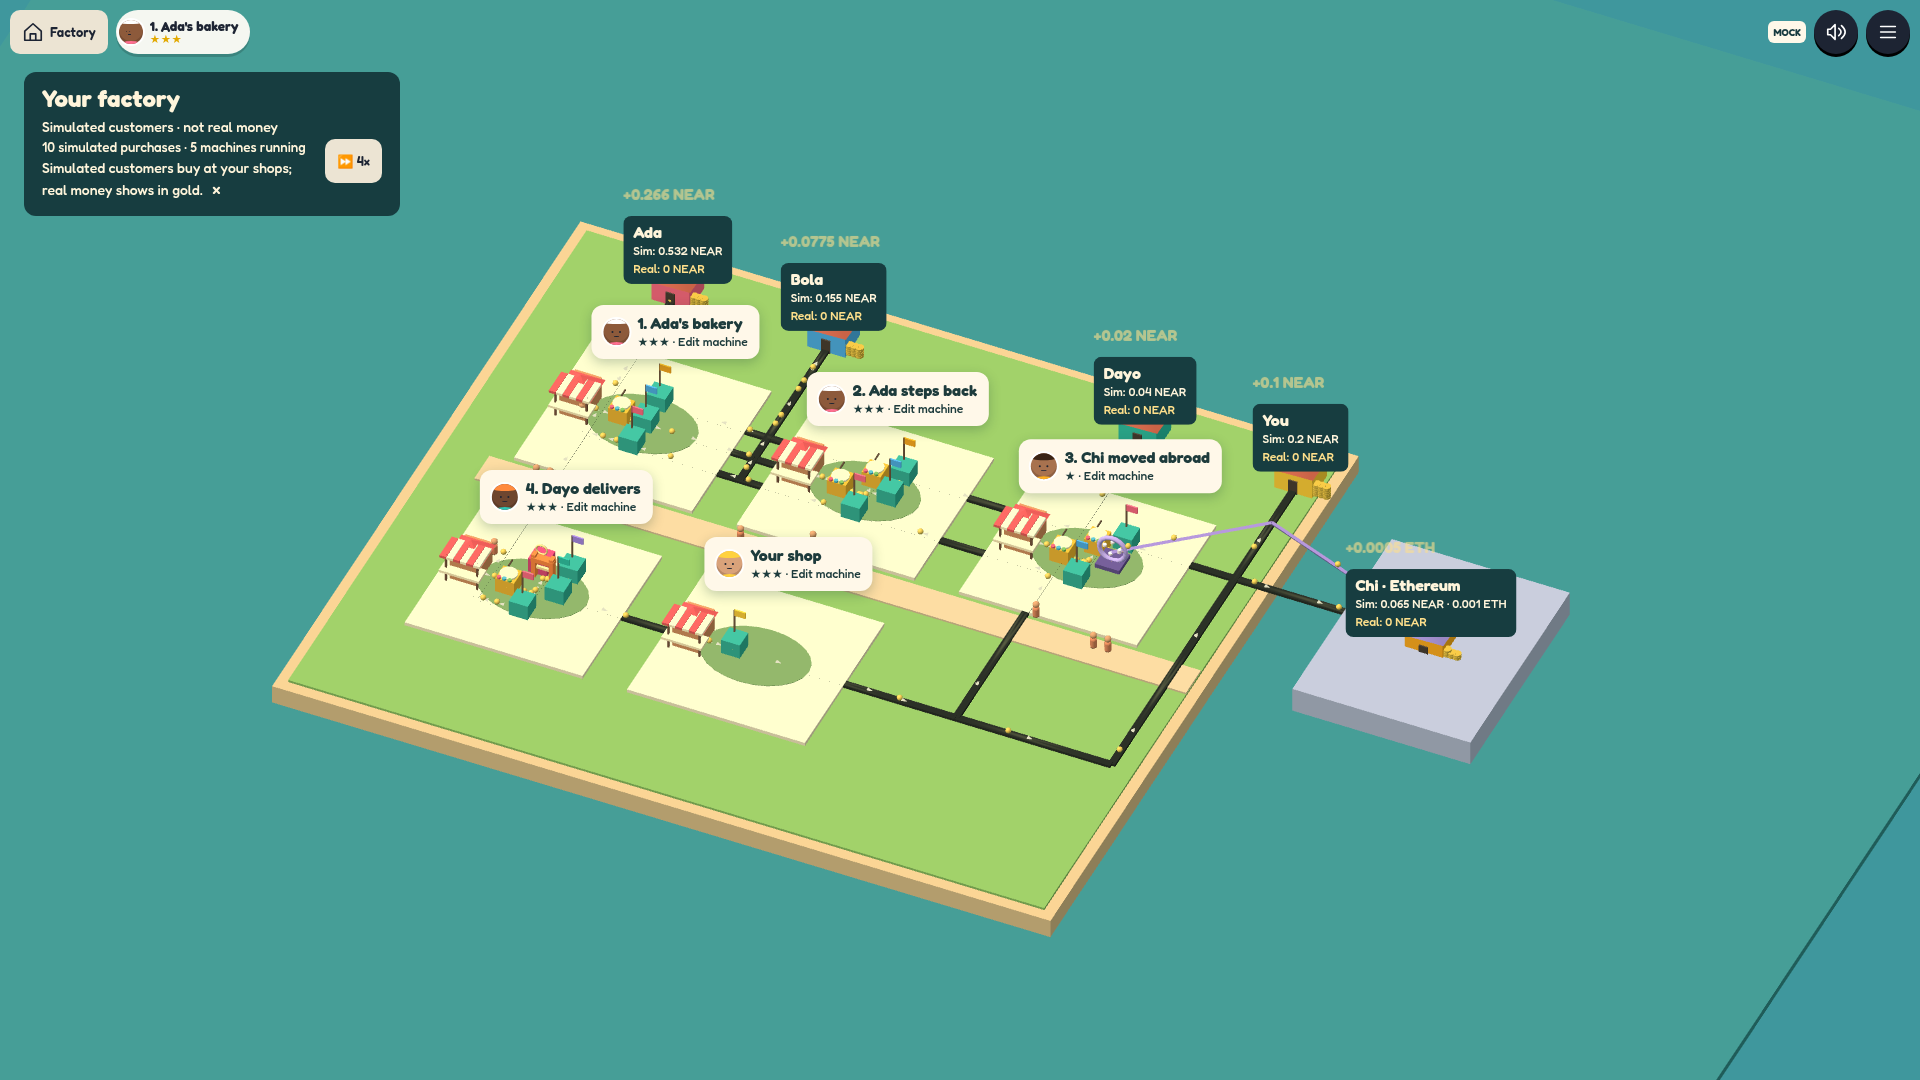 Factory
1. Ada's bakery
★★★
MOCK
Your factory
Simulated customers · not real money
10 simulated purchases · 5 machines running
Simulated customers buy at your shops;
real money shows in gold. ×
⏩ 4x
+0.266 NEAR
Ada
Sim: 0.532 NEAR
Real: 0 NEAR
+0.0775 NEAR
Bola
Sim: 0.155 NEAR
Real: 0 NEAR
1. Ada's bakery
★★★ · Edit machine
+0.02 NEAR
Dayo
Sim: 0.04 NEAR
Real: 0 NEAR
+0.1 NEAR
You
Sim: 0.2 NEAR
Real: 0 NEAR
2. Ada steps back
★★★ · Edit machine
3. Chi moved abroad
★ · Edit machine
4. Dayo delivers
★★★ · Edit machine
Your shop
★★★ · Edit machine
+0.0005 ETH
Chi · Ethereum
Sim: 0.065 NEAR · 0.001 ETH
Real: 0 NEAR